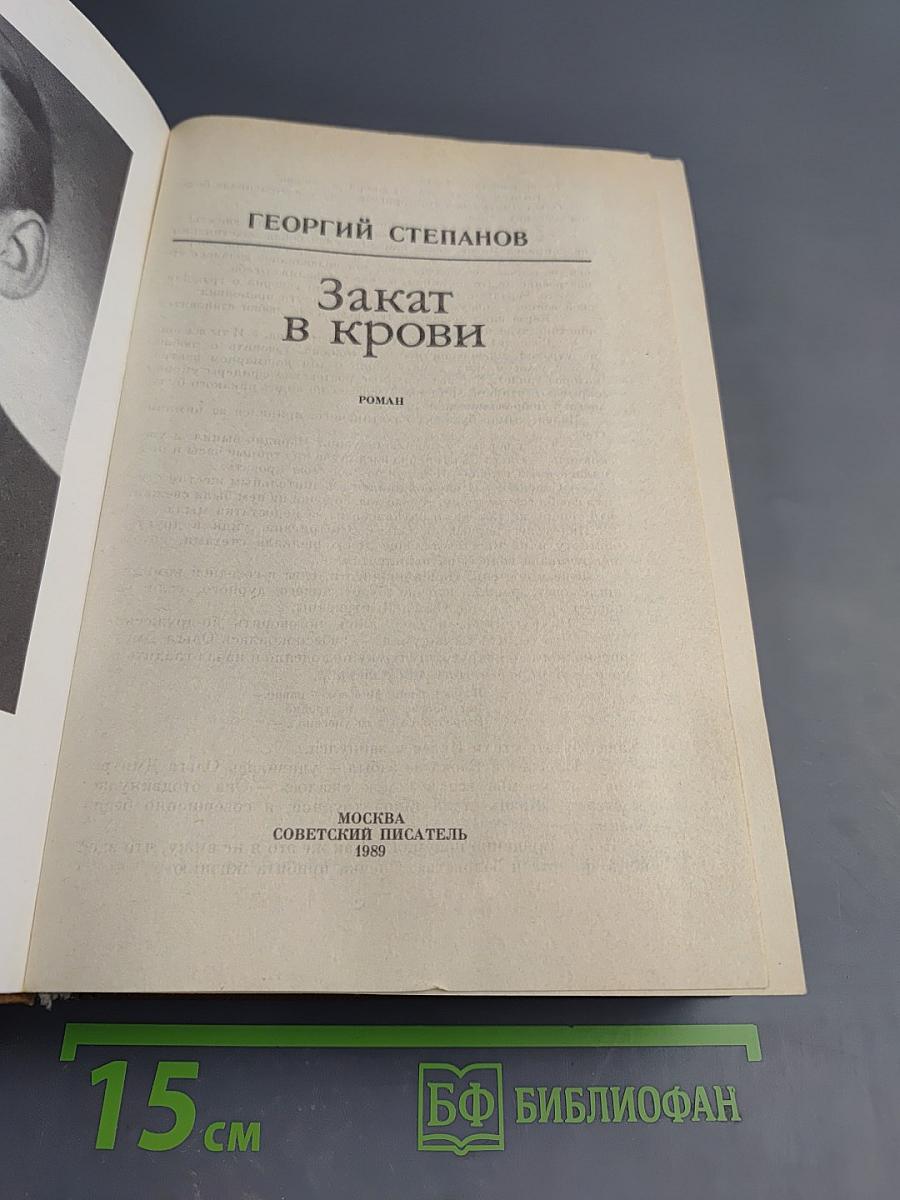 ГЕОРГИЙ СТЕПАНОВ
Закат
в крови
РОМАН
МОСКВА
СОВЕТСКИЙ ПИСАТЕЛЬ
1989
15 см
БФ БИБЛИОФАН